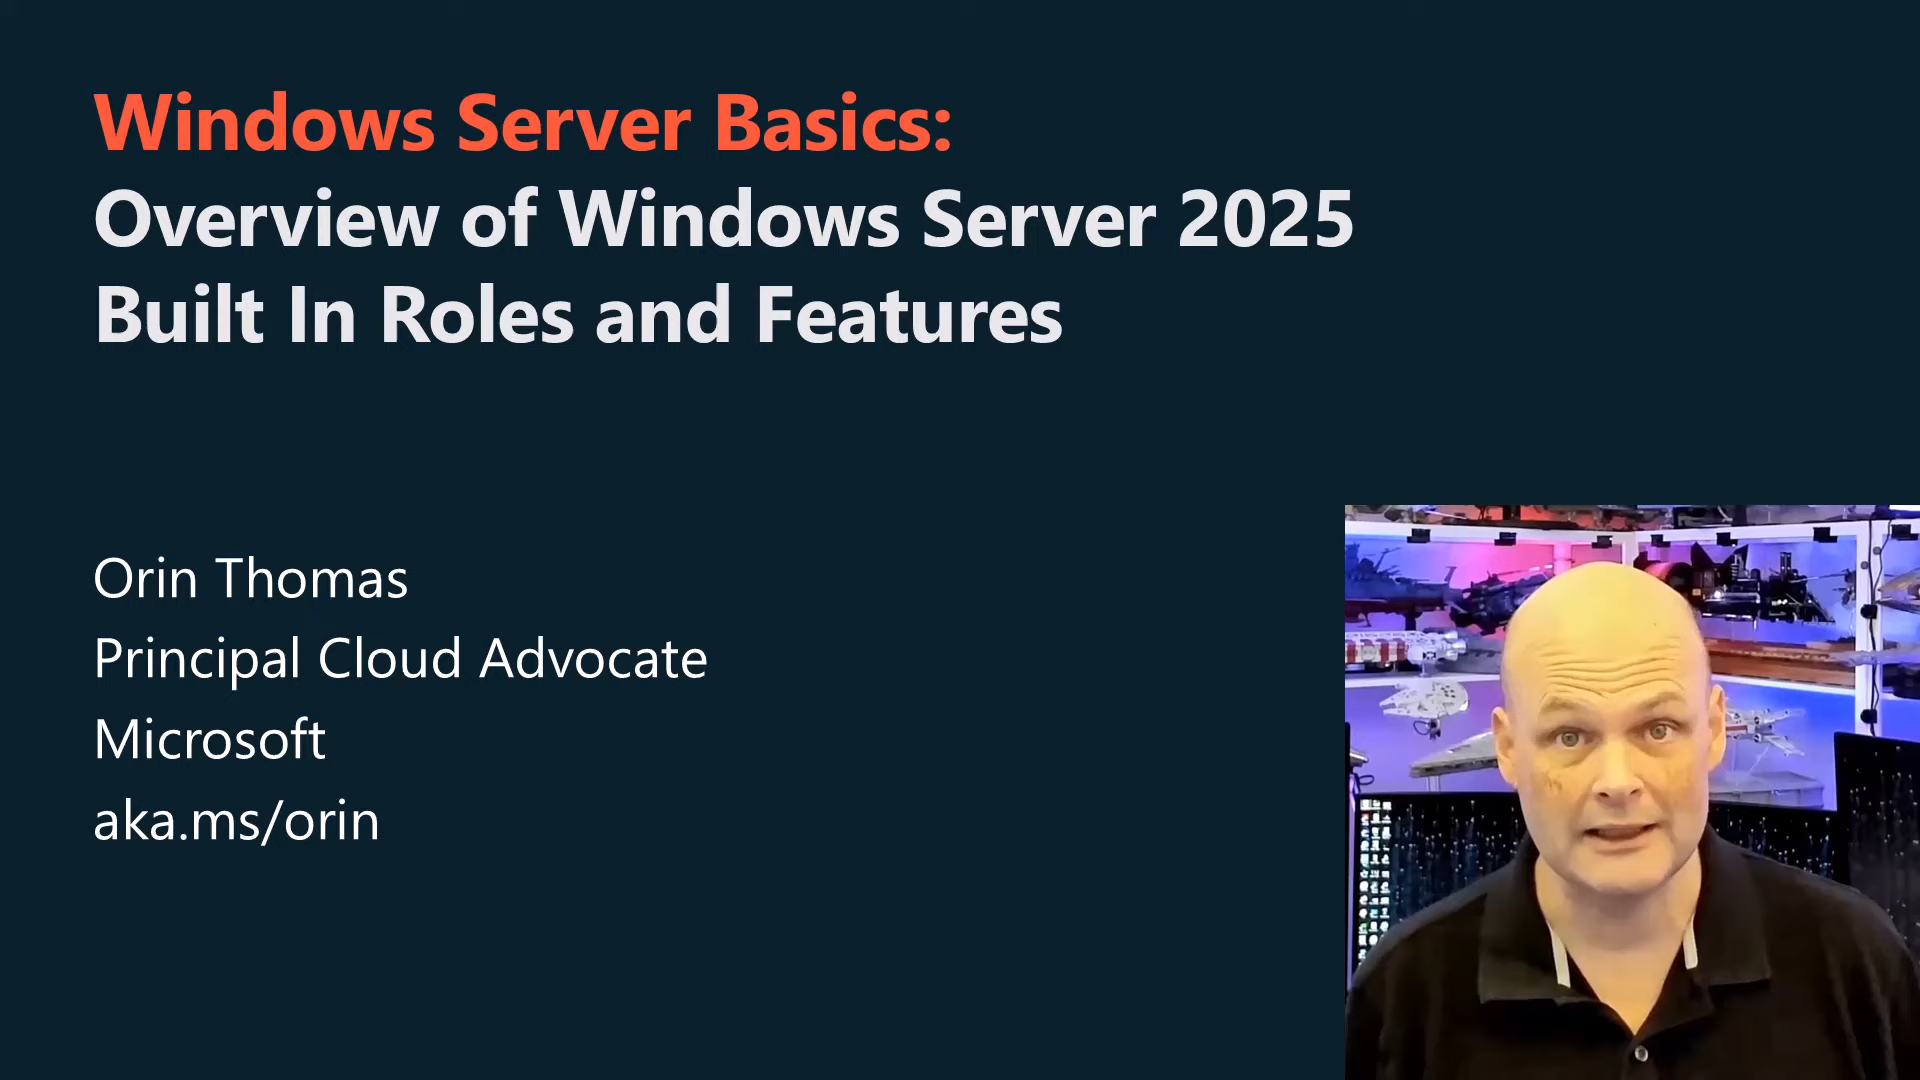 Windows Server Basics:
Overview of Windows Server 2025
Built In Roles and Features
Orin Thomas
Principal Cloud Advocate
Microsoft
aka.ms/orin